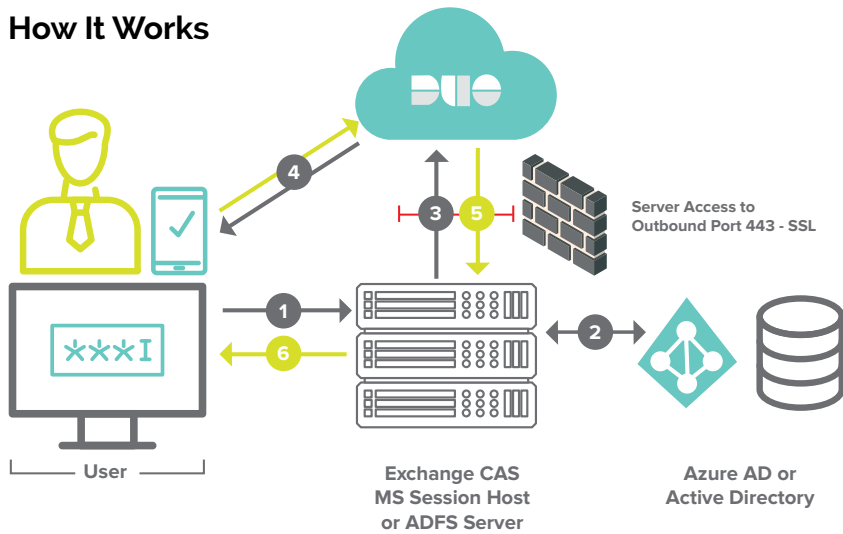 How It Works
DUO
4
3
5
Server Access to
Outbound Port 443 - SSL
1
2
6
***I
User
Exchange CAS
MS Session Host
or ADFS Server
Azure AD or
Active Directory